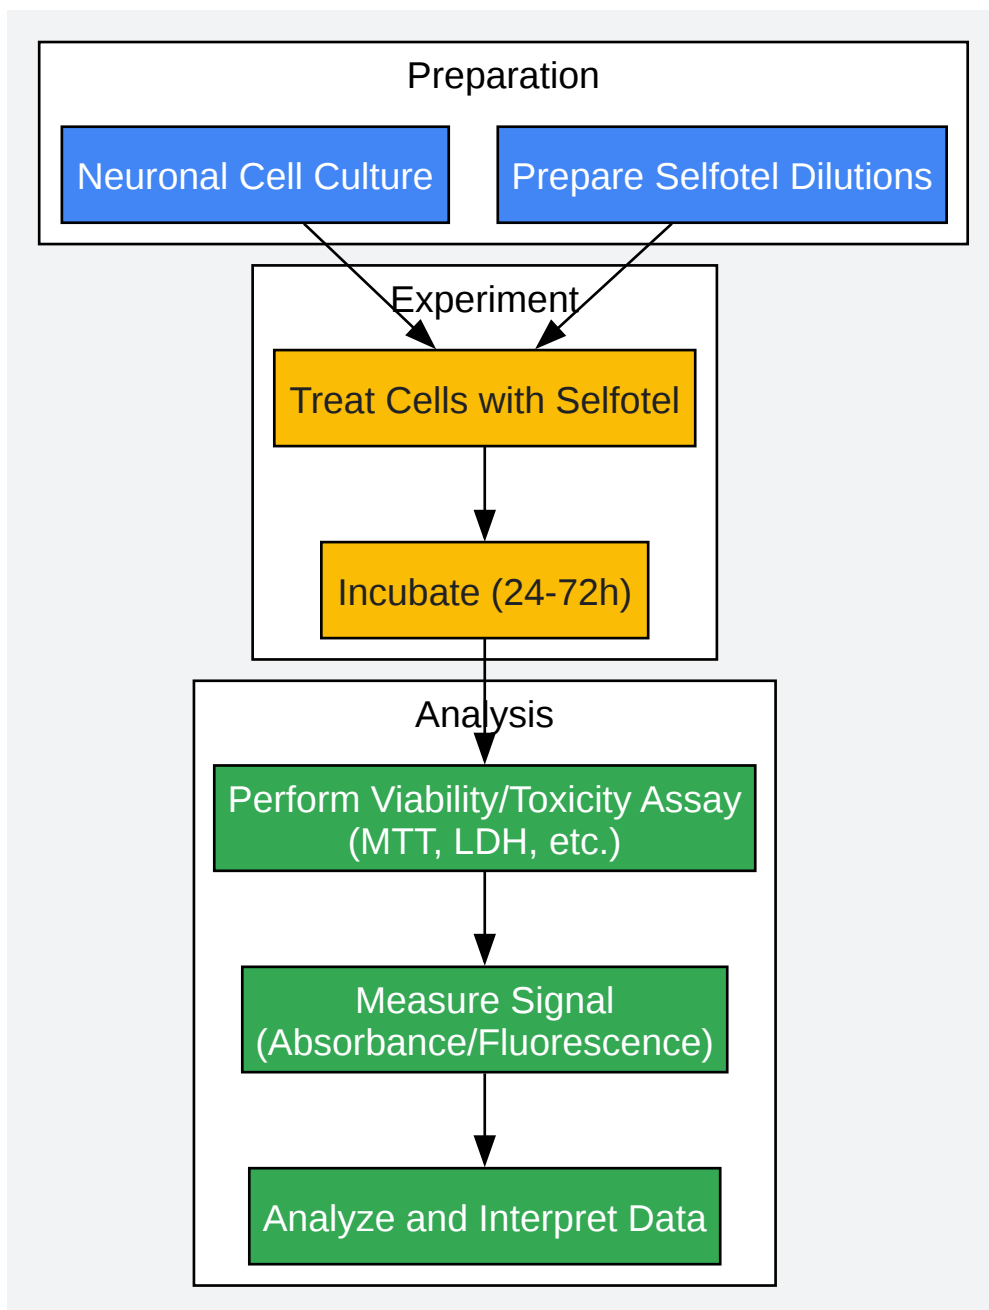 Preparation
Neuronal Cell Culture
Prepare Selfotel Dilutions
Experiment
Treat Cells with Selfotel
Incubate (24-72h)
Analysis
Perform Viability/Toxicity Assay
(MTT, LDH, etc.)
Measure Signal
(Absorbance/Fluorescence)
Analyze and Interpret Data